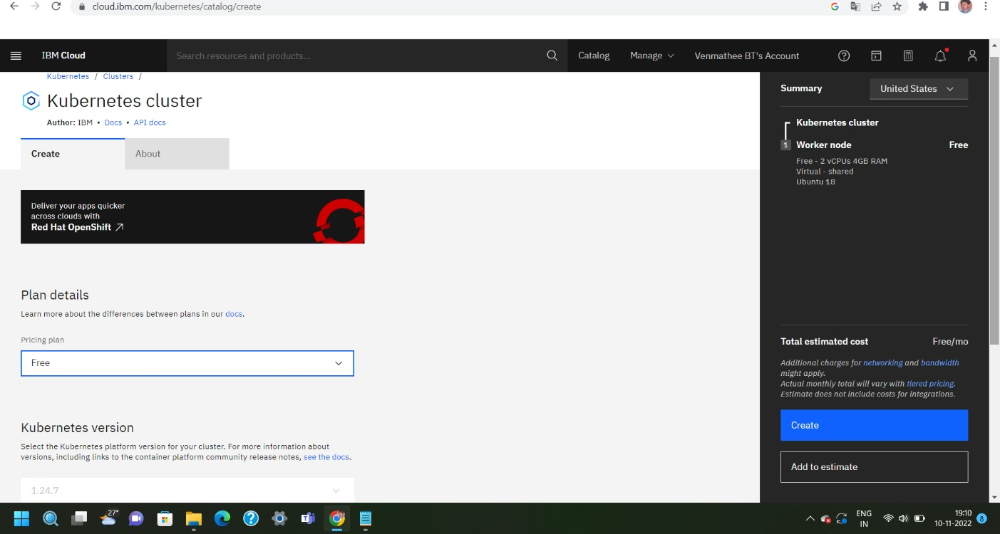 cloud.ibm.com/kubernetes/catalog/create
IBM Cloud
Search resources and products...
Catalog
Manage
Venmathee BT's Account
Kubernetes / Clusters /
Kubernetes cluster
Author: IBM • Docs • API docs
Create
About
Deliver your apps quicker
across clouds with
Red Hat OpenShift
Plan details
Learn more about the differences between plans in our docs.
Pricing plan
Free
Kubernetes version
Select the Kubernetes platform version for your cluster. For more information about
versions, including links to the container platform community release notes, see the docs.
1.24.7
Summary
United States
Kubernetes cluster
1 Worker node Free
Free - 2 vCPUs 4GB RAM
Virtual - shared
Ubuntu 18
Total estimated cost Free/mo
Additional charges for networking and bandwidth
might apply.
Actual monthly total will vary with tiered pricing.
Estimate does not include costs for integrations.
Create
Add to estimate
27°
ENG
IN
19:10
10-11-2022
8